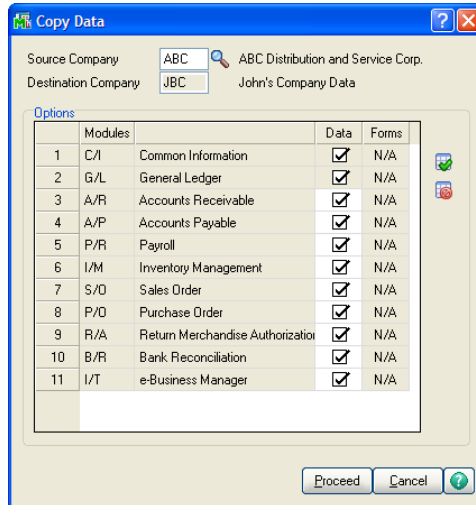 Copy Data
Source Company ABC ABC Distribution and Service Corp.
Destination Company JBC John's Company Data
Options
Modules Data Forms
1 C/I Common Information N/A
2 G/L General Ledger N/A
3 A/R Accounts Receivable N/A
4 A/P Accounts Payable N/A
5 P/R Payroll N/A
6 I/M Inventory Management N/A
7 S/O Sales Order N/A
8 P/O Purchase Order N/A
9 R/A Return Merchandise Authorization N/A
10 B/R Bank Reconciliation N/A
11 I/T e-Business Manager N/A
Proceed Cancel